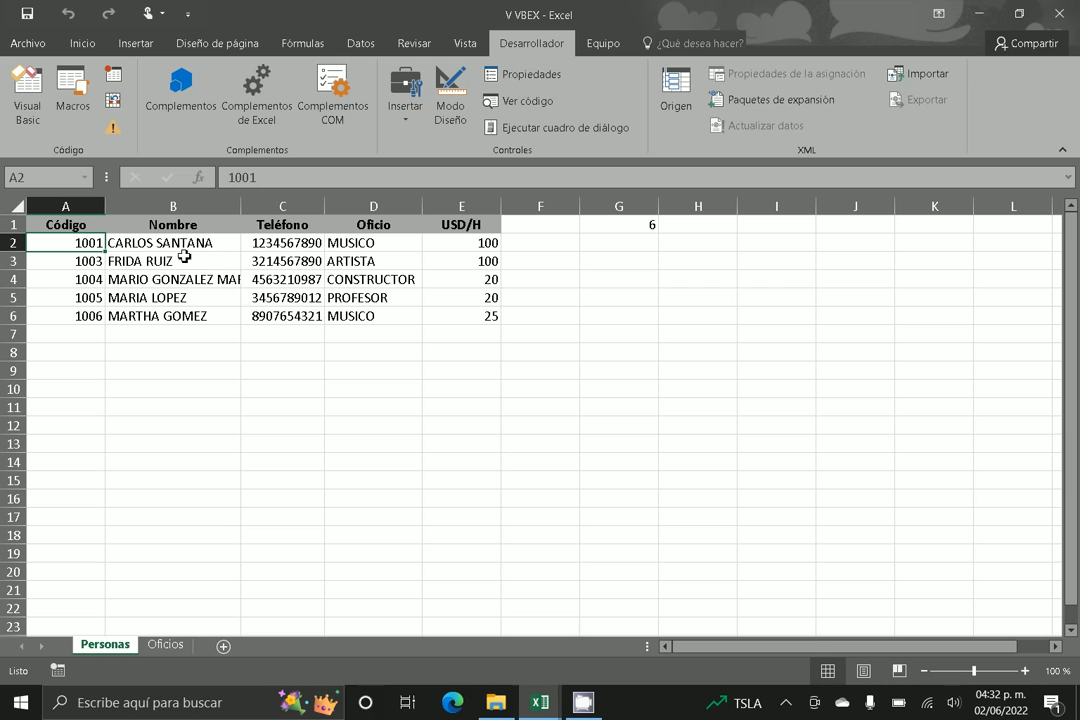 V VBEX - Excel
Archivo Inicio Insertar Diseño de página Fórmulas Datos Revisar Vista Desarrollador Equipo ¿Qué desea hacer? Compartir
Visual Basic
Macros
Código
Complementos
Complementos de Excel
Complementos COM
Complementos
Insertar
Modo Diseño
Propiedades
Ver código
Ejecutar cuadro de diálogo
Controles
Origen
Propiedades de la asignación
Paquetes de expansión
Actualizar datos
Importar
Exportar
XML
A2 fx 1001
A B C D E F G H I J K L
1 Código Nombre Teléfono Oficio USD/H 6
2 1001 CARLOS SANTANA 1234567890 MUSICO 100
3 1003 FRIDA RUIZ 3214567890 ARTISTA 100
4 1004 MARIO GONZALEZ MAR 4563210987 CONSTRUCTOR 20
5 1005 MARIA LOPEZ 3456789012 PROFESOR 20
6 1006 MARTHA GOMEZ 8907654321 MUSICO 25
7
8
9
10
11
12
13
14
15
16
17
18
19
20
21
22
23
Personas Oficios
Listo 100 %
Escribe aquí para buscar TSLA 04:32 p. m.
02/06/2022
1